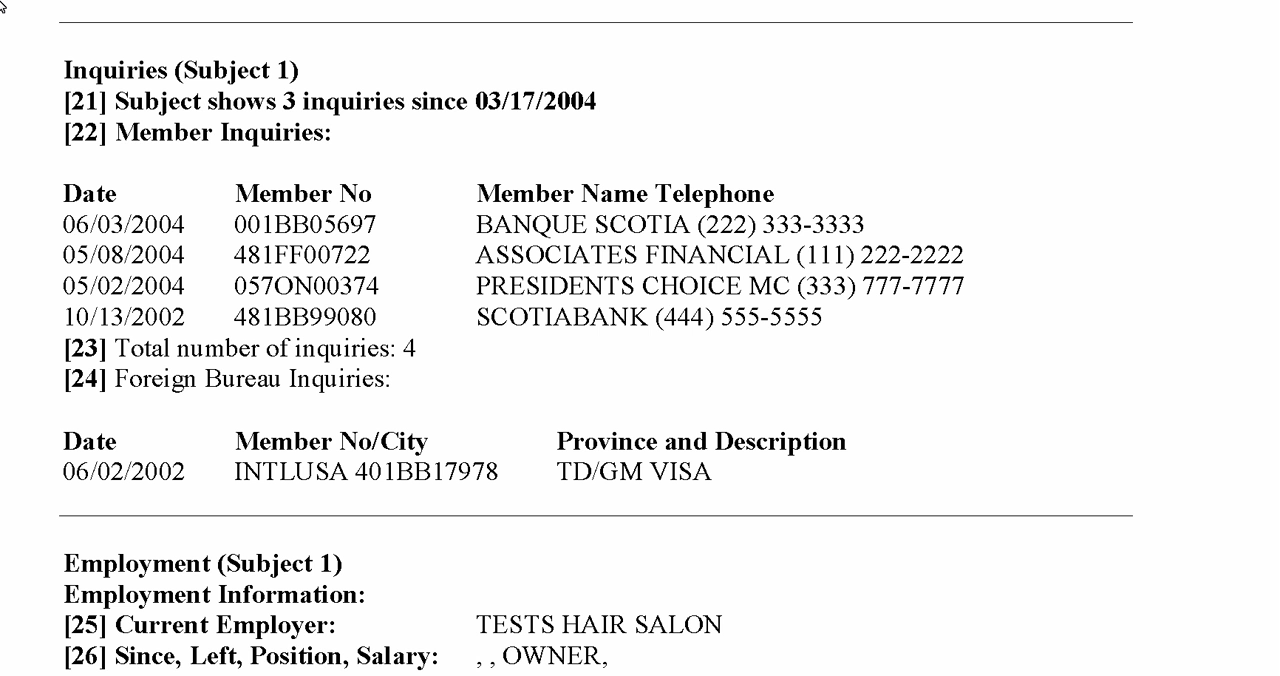 Inquiries (Subject 1)
[21] Subject shows 3 inquiries since 03/17/2004
[22] Member Inquiries:
Date Member No Member Name Telephone
06/03/2004 001BB05697 BANQUE SCOTIA (222) 333-3333
05/08/2004 481FF00722 ASSOCIATES FINANCIAL (111) 222-2222
05/02/2004 057ON00374 PRESIDENTS CHOICE MC (333) 777-7777
10/13/2002 481BB99080 SCOTIABANK (444) 555-5555
[23] Total number of inquiries: 4
[24] Foreign Bureau Inquiries:
Date Member No/City Province and Description
06/02/2002 INTLUSA 401BB17978 TD/GM VISA
Employment (Subject 1)
Employment Information:
[25] Current Employer: TESTS HAIR SALON
[26] Since, Left, Position, Salary: , , OWNER,